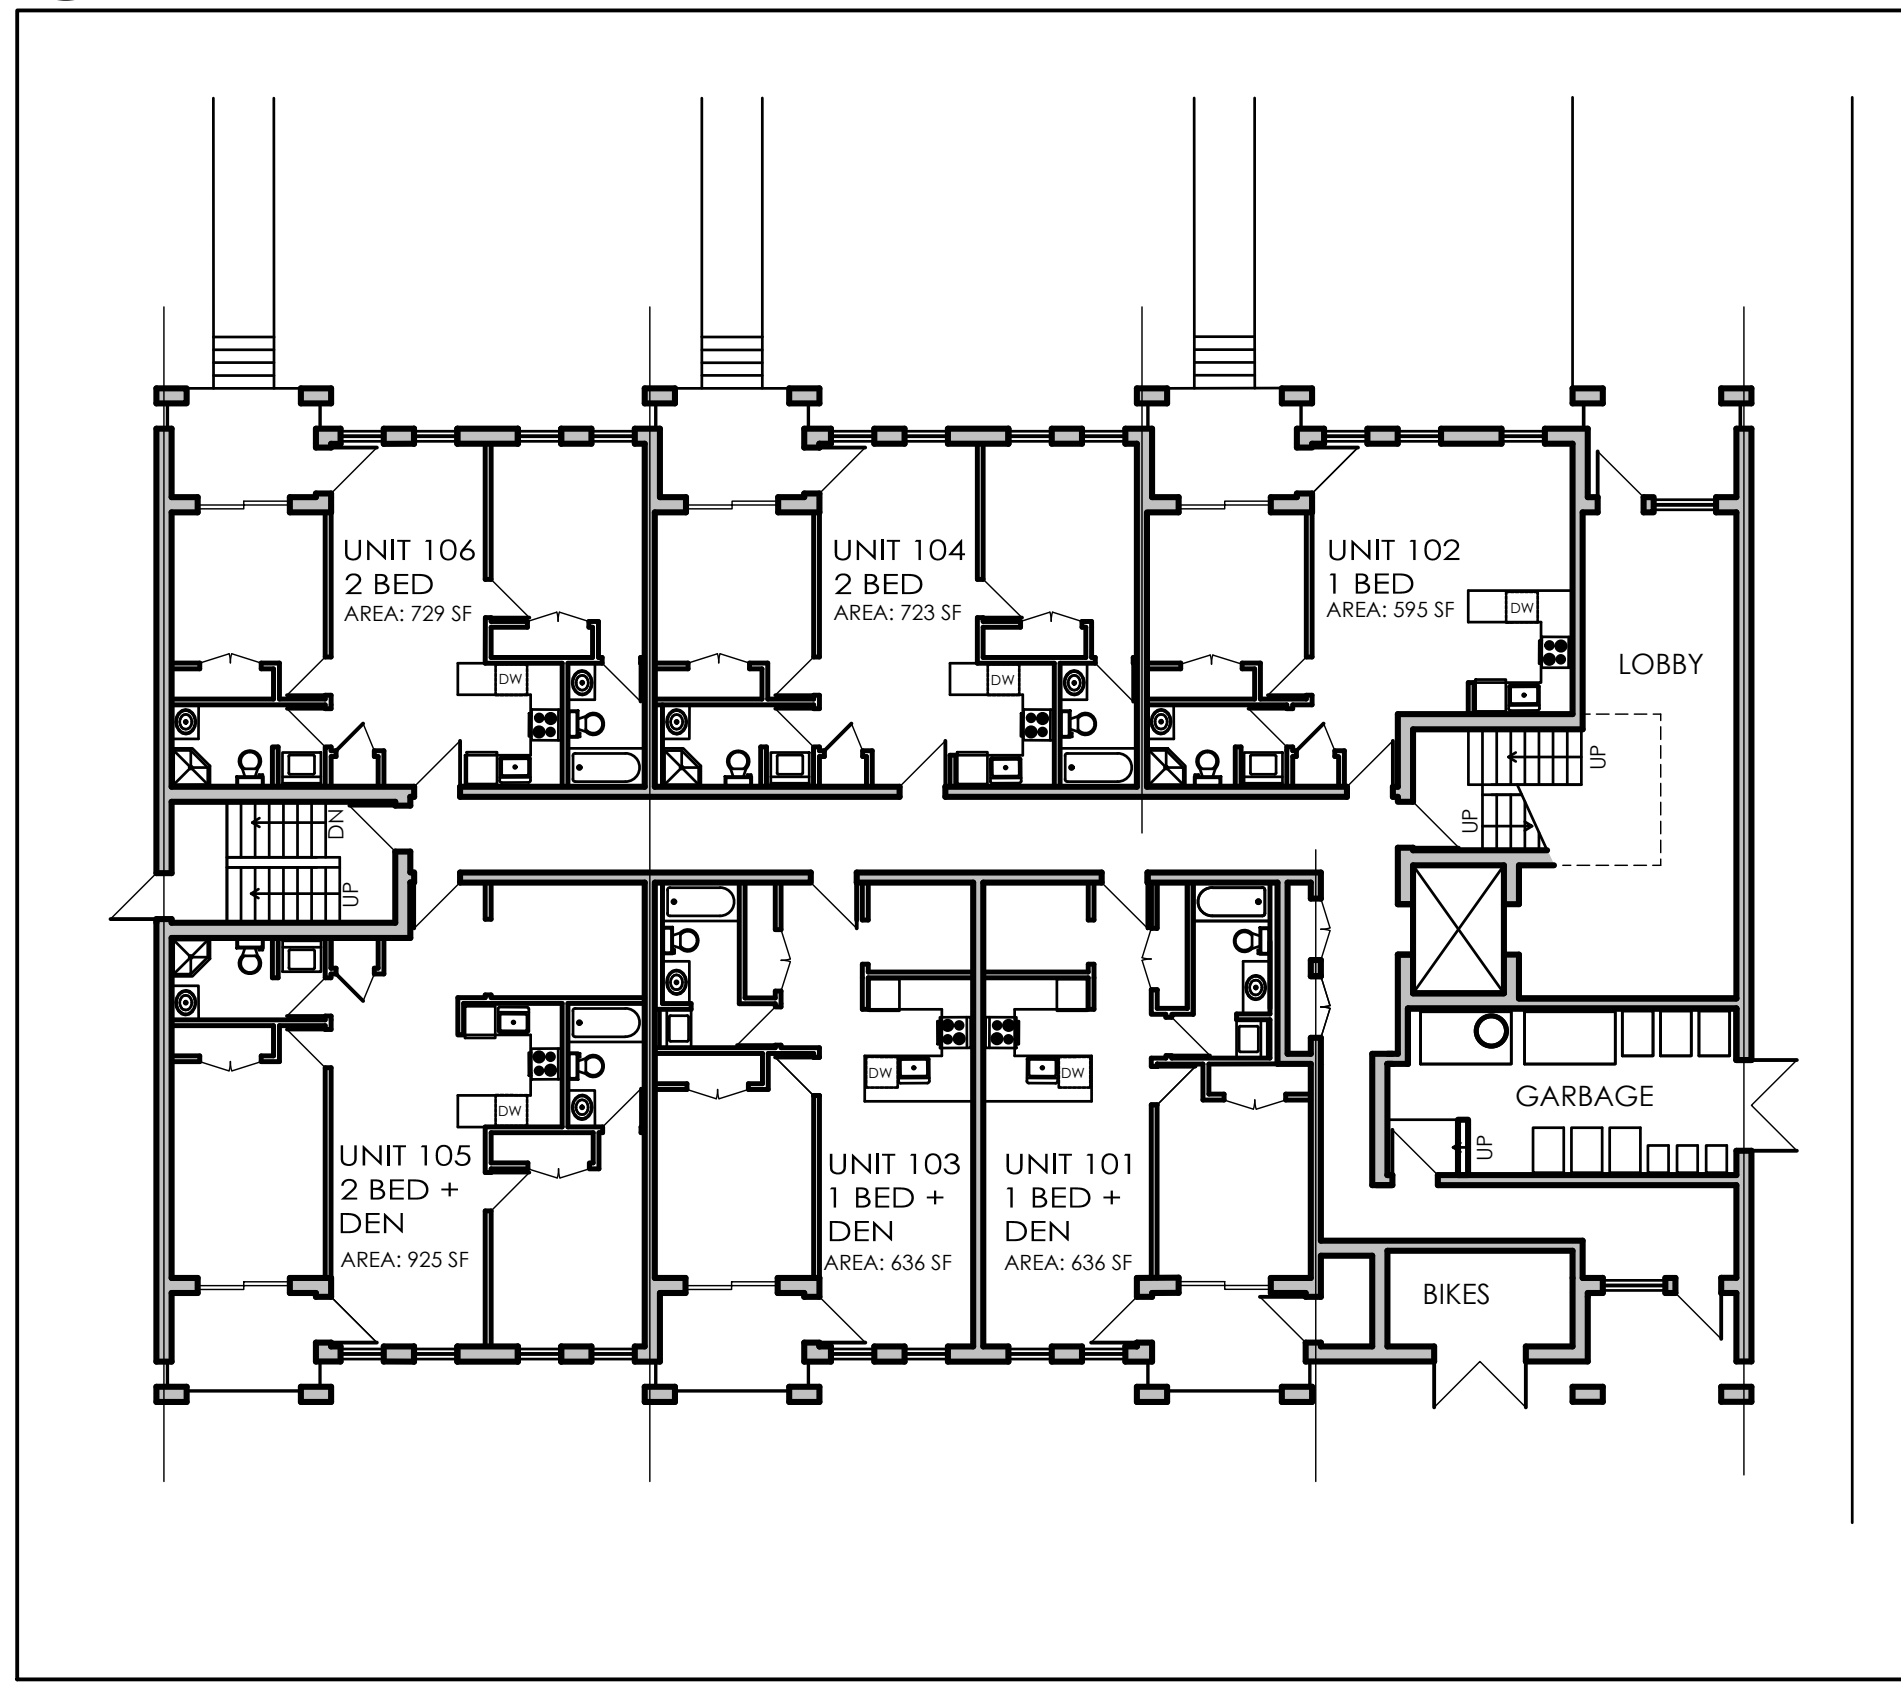 UNIT 106
2 BED
AREA: 729 SF
UNIT 104
2 BED
AREA: 723 SF
UNIT 102
1 BED
AREA: 595 SF
DW
DW
DW
LOBBY
UP
UP
DN
UP
DW
DW
DW
GARBAGE
UP
UNIT 105
2 BED +
DEN
AREA: 925 SF
UNIT 103
1 BED +
DEN
AREA: 636 SF
UNIT 101
1 BED +
DEN
AREA: 636 SF
BIKES